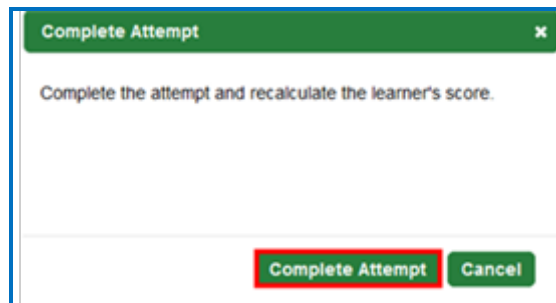 Complete Attempt
Complete the attempt and recalculate the learner's score.
Complete Attempt Cancel